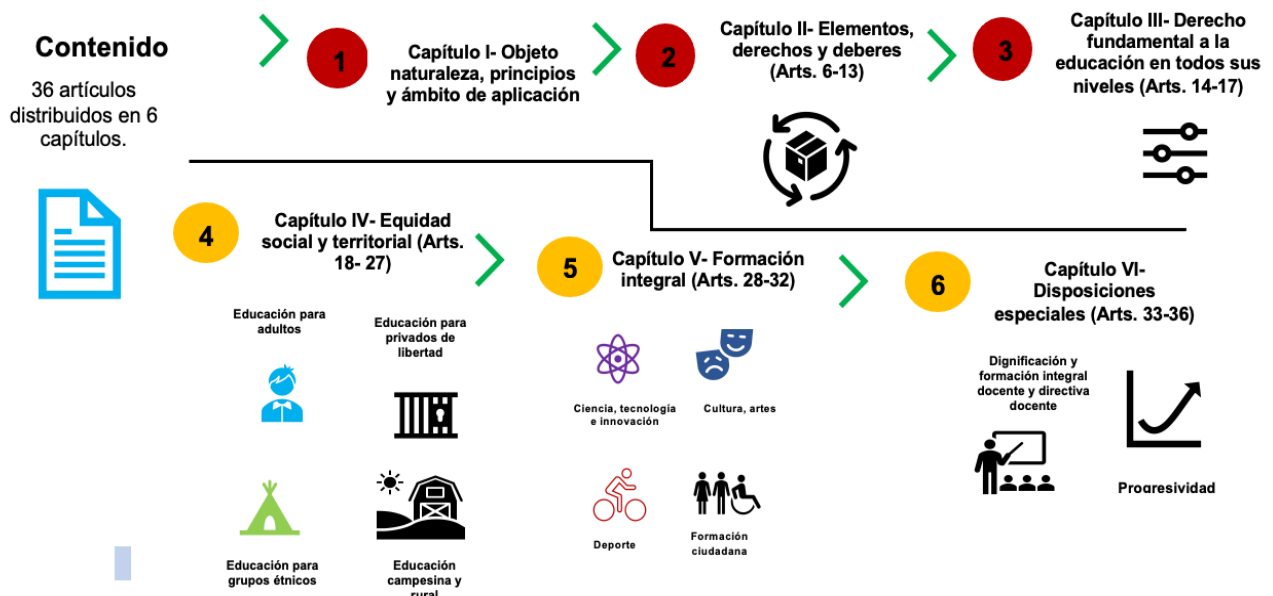 Contenido
36 artículos
distribuidos en 6
capítulos.
1
Capítulo I- Objeto
naturaleza, principios
y ámbito de aplicación
2
Capítulo II- Elementos,
derechos y deberes
(Arts. 6-13)
3
Capítulo III- Derecho
fundamental a la
educación en todos sus
niveles (Arts. 14-17)
4
Capítulo IV- Equidad
social y territorial (Arts.
18- 27)
Educación para
adultos
Educación para
privados de
libertad
Educación para
grupos étnicos
Educación
campesina y
rural
5
Capítulo V- Formación
integral (Arts. 28-32)
Ciencia, tecnología
e innovación
Cultura, artes
Deporte
Formación
ciudadana
6
Capítulo VI-
Disposiciones
especiales (Arts. 33-36)
Dignificación y
formación integral
docente y directiva
docente
Progresividad